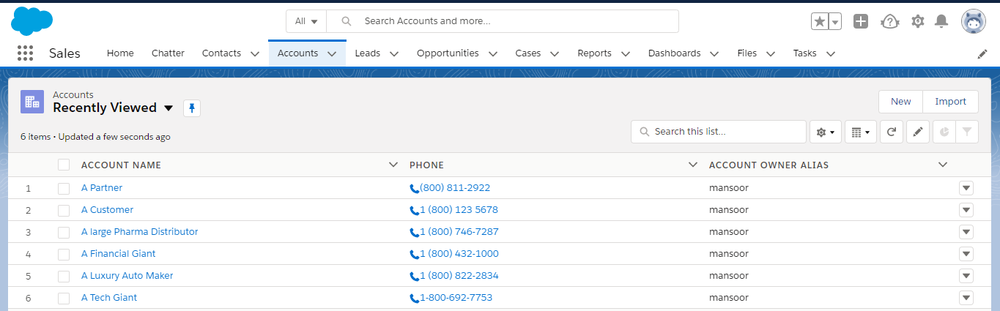 All Search Accounts and more...
Sales Home Chatter Contacts Accounts Leads Opportunities Cases Reports Dashboards Files Tasks
Accounts
Recently Viewed
New Import
6 items • Updated a few seconds ago
Search this list...
ACCOUNT NAME PHONE ACCOUNT OWNER ALIAS
1 A Partner (800) 811-2922 mansoor
2 A Customer 1 (800) 123 5678 mansoor
3 A large Pharma Distributor 1 (800) 746-7287 mansoor
4 A Financial Giant 1 (800) 432-1000 mansoor
5 A Luxury Auto Maker 1 (800) 822-2834 mansoor
6 A Tech Giant 1-800-692-7753 mansoor